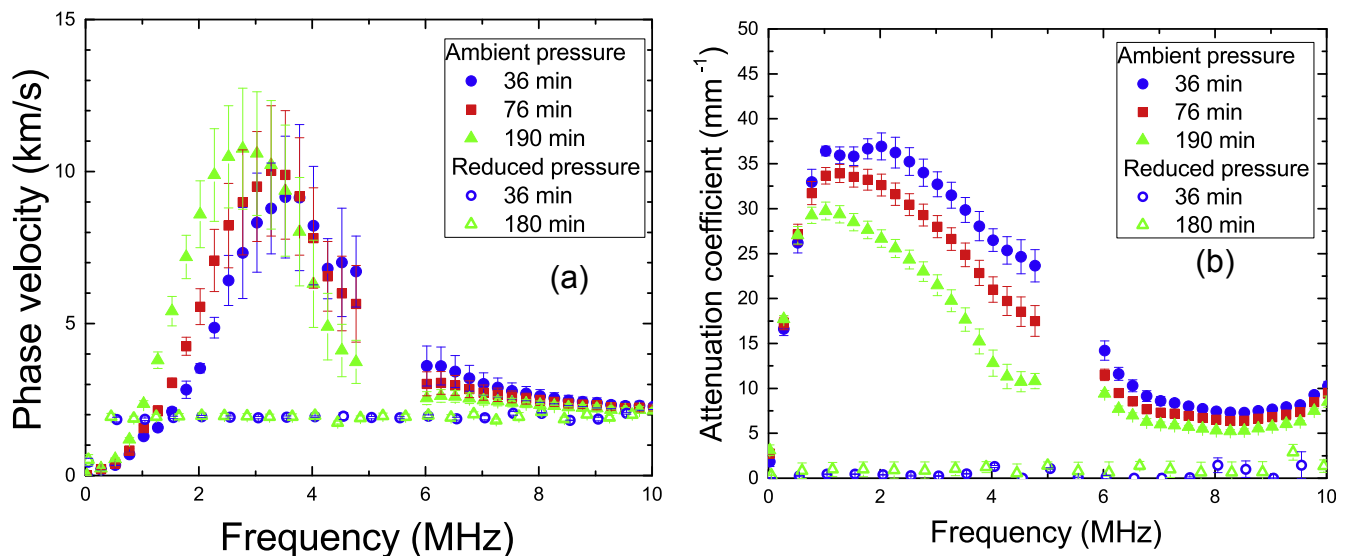 15
10
5
0
0
2
4
6
8
10
Phase velocity (km/s)
Frequency (MHz)
Ambient pressure
36 min
76 min
190 min
Reduced pressure
36 min
180 min
(a)
50
45
40
35
30
25
20
15
10
5
0
0
2
4
6
8
10
Attenuation coefficient (mm⁻¹)
Frequency (MHz)
Ambient pressure
36 min
76 min
190 min
Reduced pressure
36 min
180 min
(b)